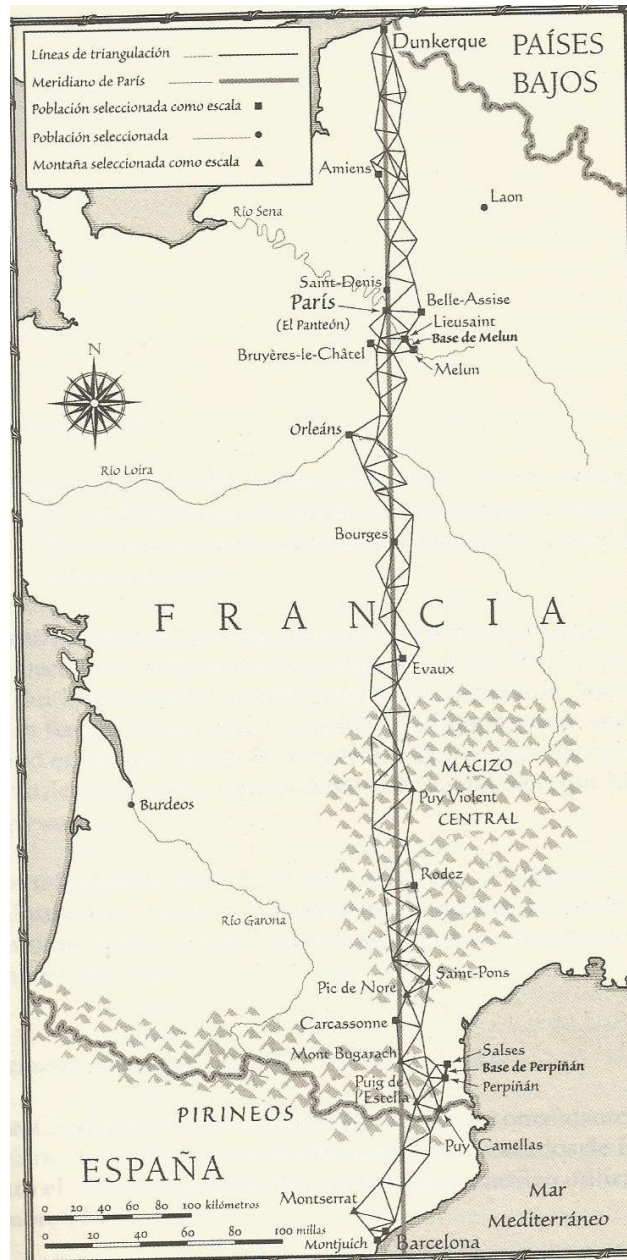 Líneas de triangulación
Meridiano de París
Población seleccionada como escala
Población seleccionada
Montaña seleccionada como escala
Dunkerque
PAÍSES
BAJOS
Amiens
Laon
Río Sena
Saint-Denis
París
(El Panteón)
Belle-Assise
Lieusaint
Base de Melun
Bruyères-le-Châtel
Melun
N
Orleáns
Río Loira
Bourges
FRANCIA
Evaux
MACIZO
CENTRAL
Puy Violent
Burdeos
Rodez
Río Garona
Saint-Pons
Pic de Nore
Carcassonne
Mont Bugarach
Salses
Base de Perpiñán
Perpiñán
Puig de
l'Estella
PIRINEOS
Puy Camellas
ESPAÑA
Montserrat
Mar
Mediterráneo
0 20 40 60 80 100 kilómetros
0 20 40 60 80 100 millas
Montjuich
Barcelona